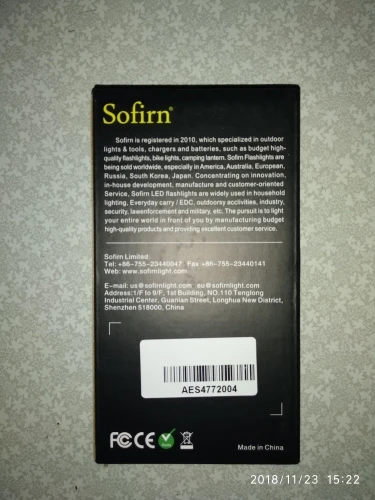 Sofirn®
Sofirn is registered in 2010, which specialized in outdoor
lights & tools, chargers and batteries, such as budget high-
quality flashlights, bike lights, camping lantern. Sofirn Flashlights are
being sold worldwide, especially in America, Australia, European,
Russia, South Korea, Japan. Concentrating on innovation,
in-house development, manufacture and customer-oriented
Service, Sofirn LED flashlights are widely used in household
lighting, Everyday carry / EDC, outdoorsy acclivities, industry,
security, lawenforcement and military, etc. The pursuit is to light
your entire world in front of you by manufacturing budget
high-quality products and providing excellent customer service.
Sofirn Limited.
Tel: +86-755-23440047 Fax +86-755-23440141
Web: www.sofirnlight.com
E-mail: us@sofirnlight.com eu@sofirnlight.com
Address:1/F to 9/F, 1st Building, NO.110 Tenglong
Industrial Center, Guanlan Street, Longhua New District,
Shenzhen 518000, China
AES4772004
FC CE
Made in China
2018/11/23 15:22